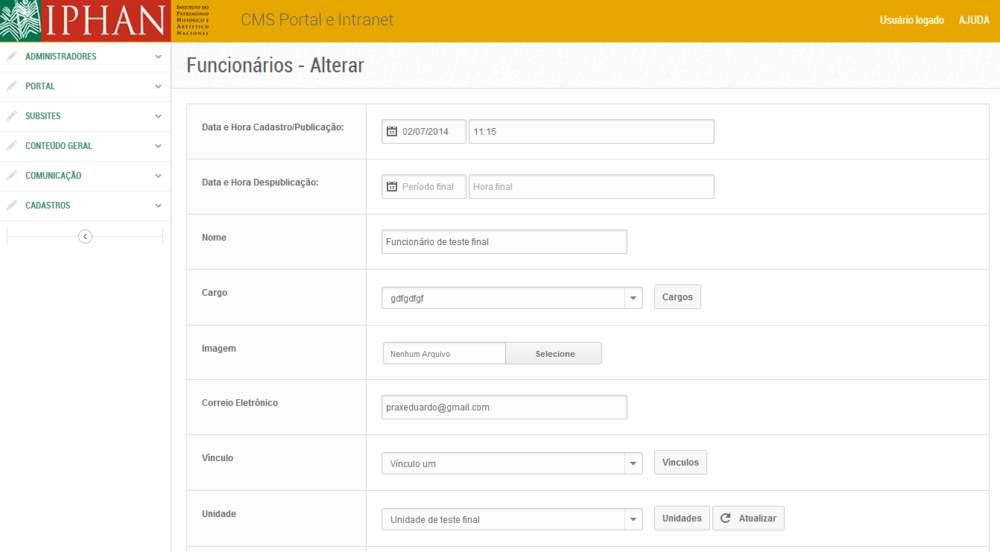 IPHAN
INSTITUTO DO
PATRIMÔNIO
HISTÓRICO E
ARTÍSTICO
NACIONAL
CMS Portal e Intranet
Usuário logado AJUDA
ADMINISTRADORES
PORTAL
SUBSITES
CONTEÚDO GERAL
COMUNICAÇÃO
CADASTROS
Funcionários - Alterar
Data e Hora Cadastro/Publicação: 17 02/07/2014 11:15
Data e Hora Despublicação: 17 Período final Hora final
Nome Funcionário de teste final
Cargo gdfgdfgf Cargos
Imagem Nenhum Arquivo Selecione
Correio Eletrônico praxeduardo@gmail.com
Vínculo Vínculo um Vínculos
Unidade Unidade de teste final Unidades Atualizar